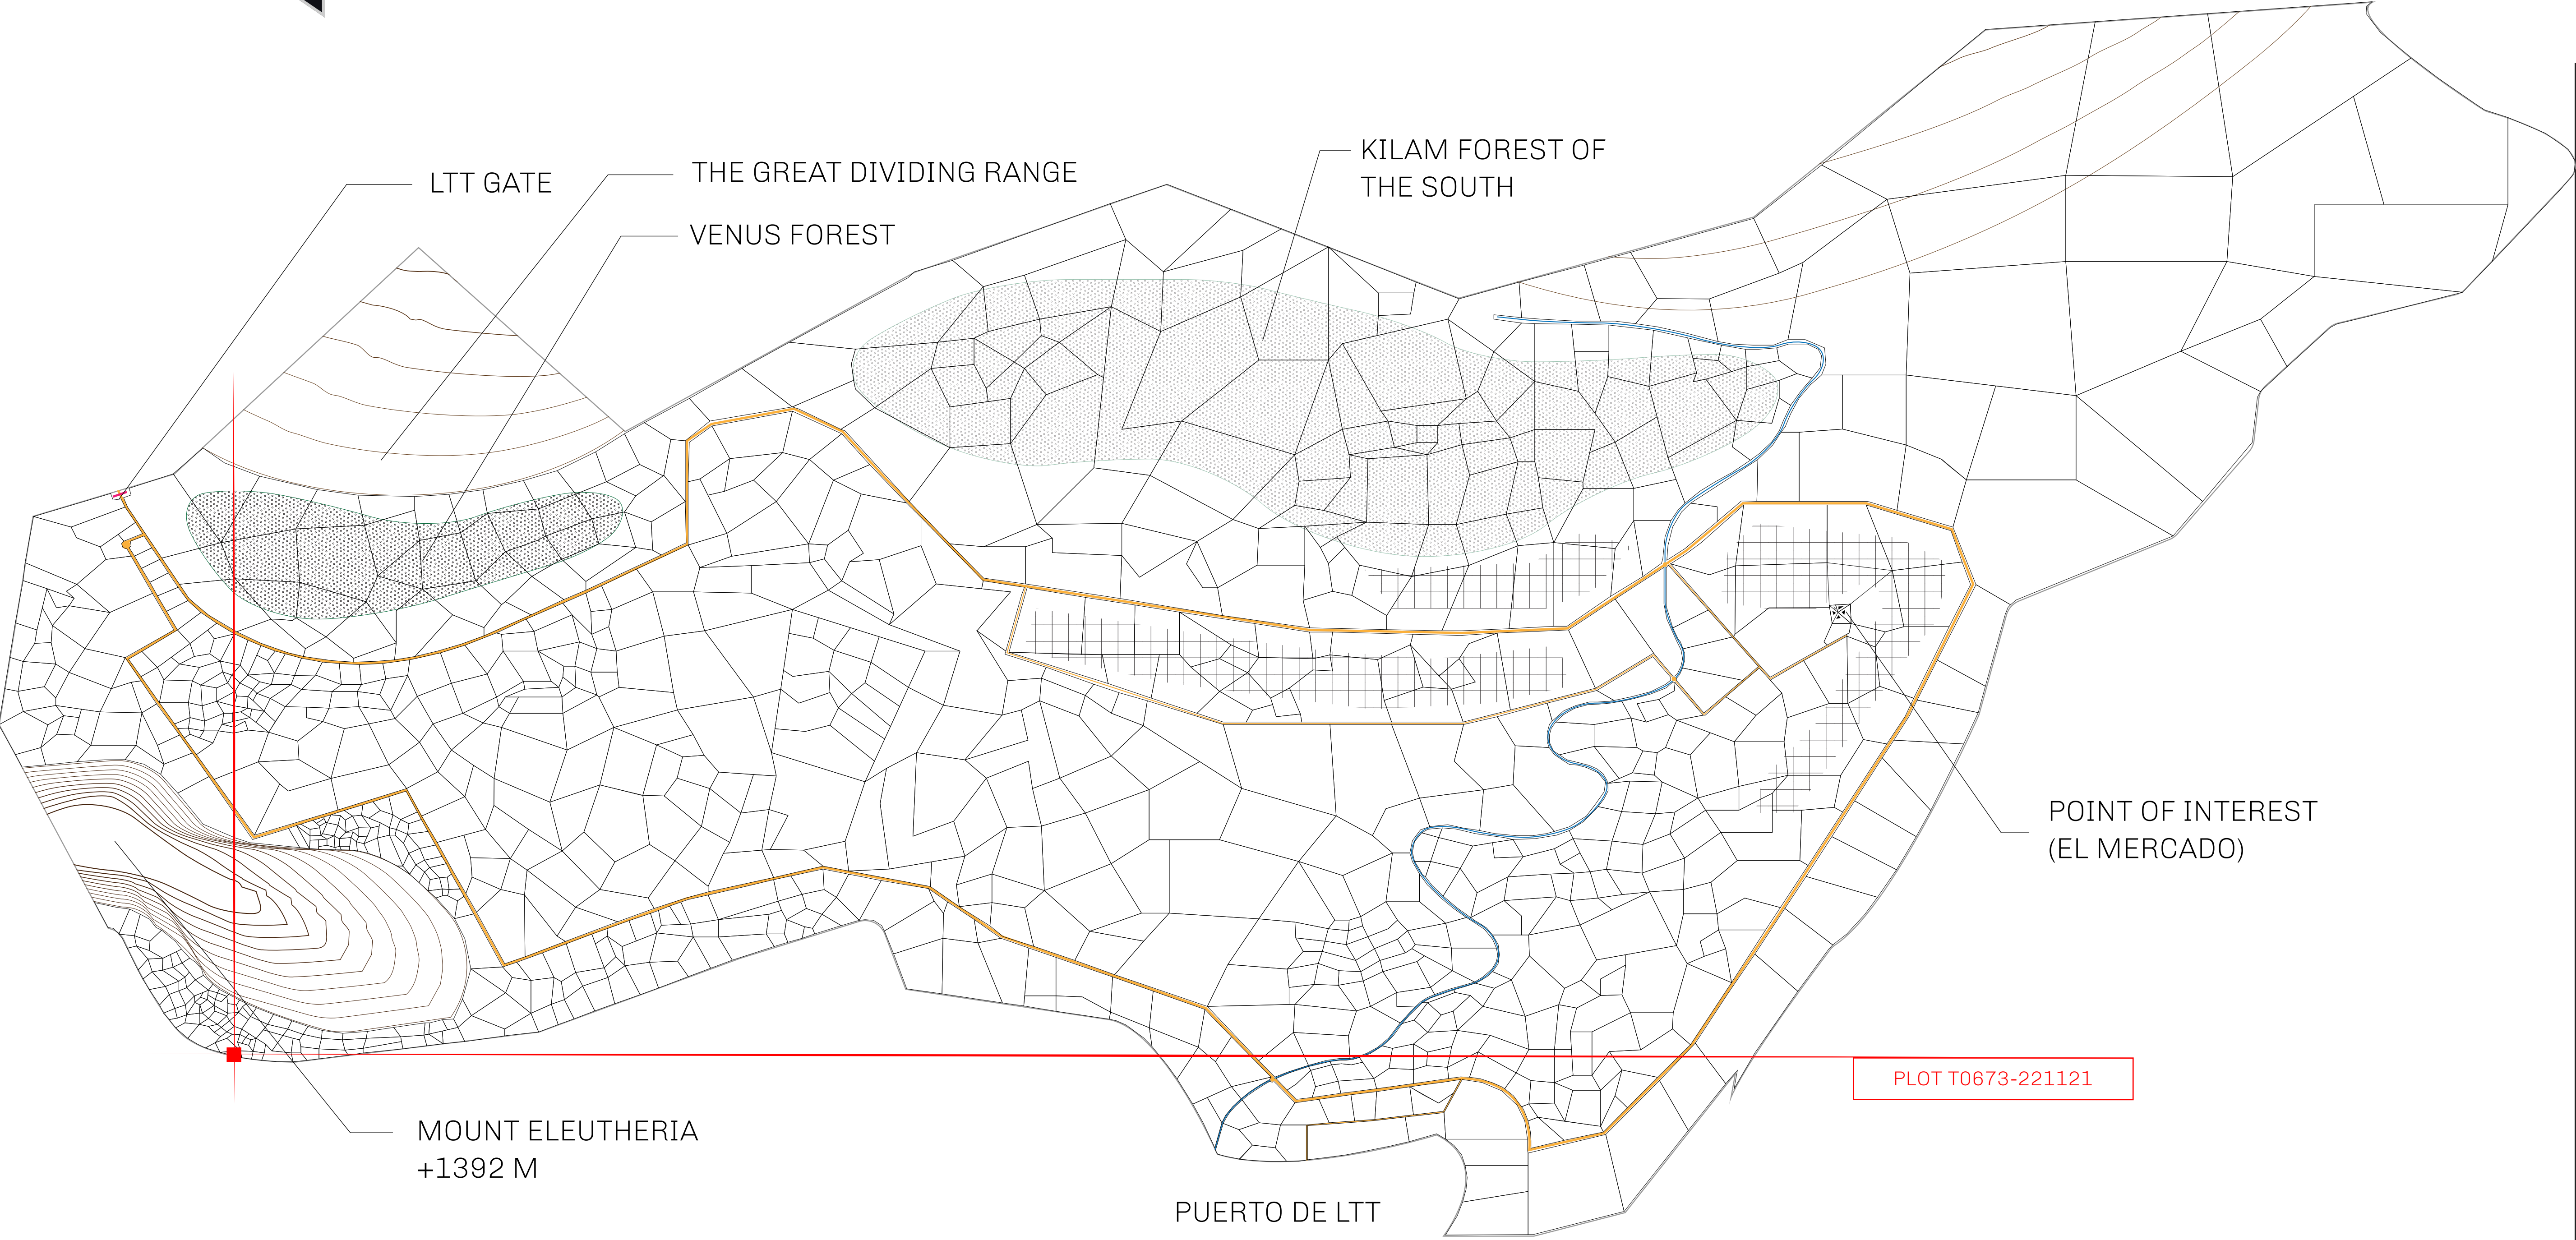 KILAM FOREST OF
THE SOUTH
THE GREAT DIVIDING RANGE
LTT GATE
VENUS FOREST
POINT OF INTEREST
(EL MERCADO)
PLOT T0673-221121
MOUNT ELEUTHERIA
+1392 M
PUERTO DE LTT